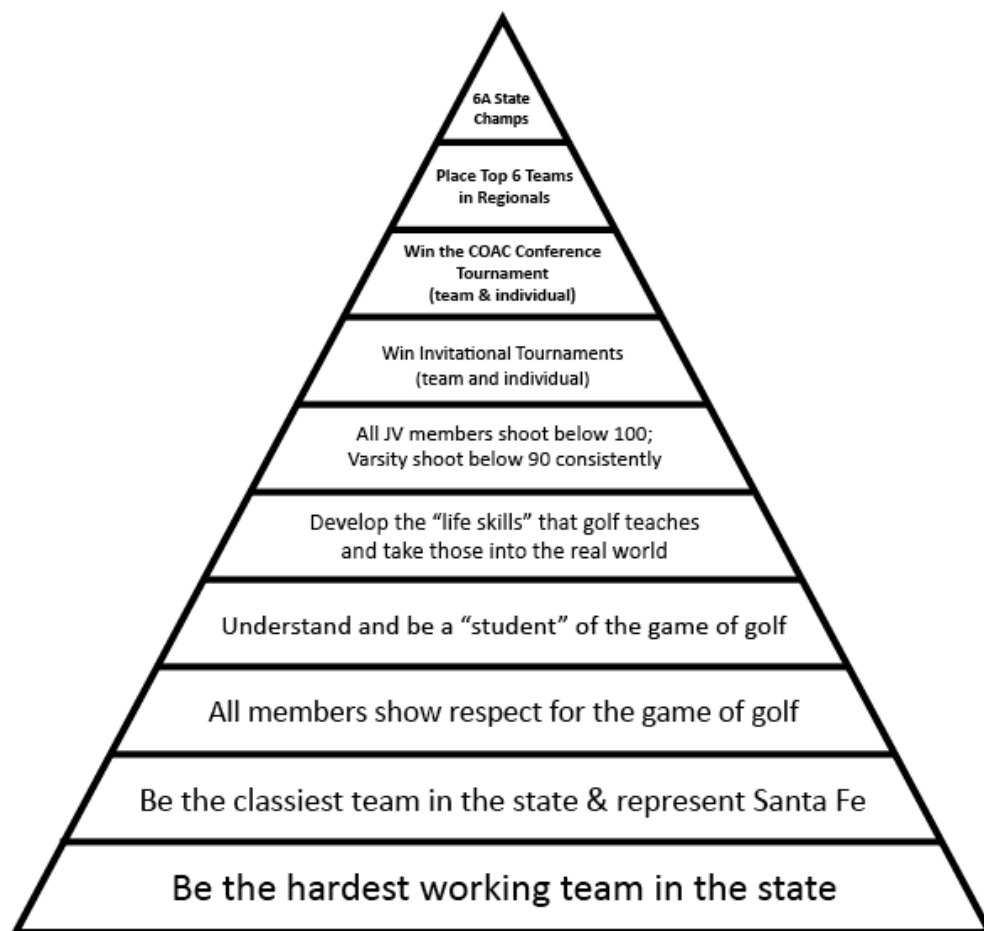 6A State
Champs
Place Top 6 Teams
in Regionals
Win the COAC Conference
Tournament
(team & individual)
Win Invitational Tournaments
(team and individual)
All JV members shoot below 100;
Varsity shoot below 90 consistently
Develop the “life skills” that golf teaches
and take those into the real world
Understand and be a “student” of the game of golf
All members show respect for the game of golf
Be the classiest team in the state & represent Santa Fe
Be the hardest working team in the state